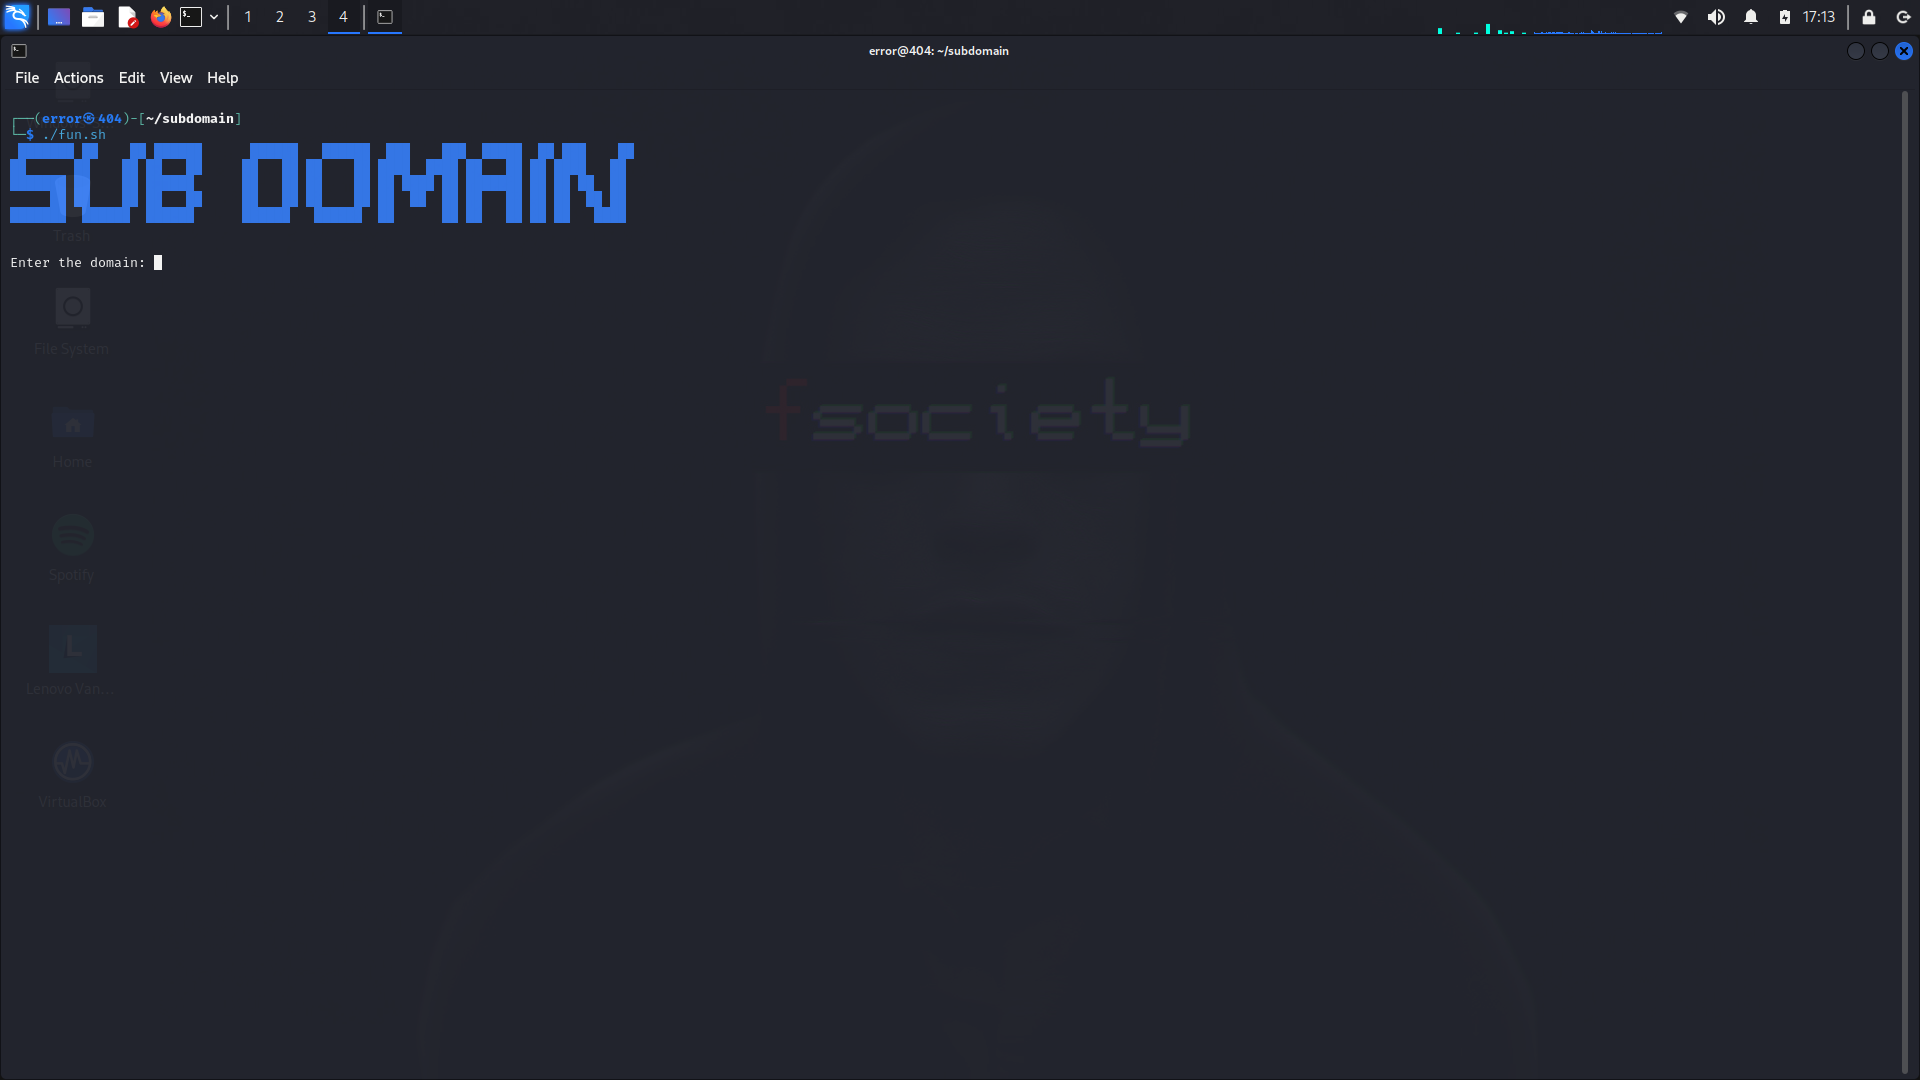 1 2 3 4 17:13
error@404: ~/subdomain
File Actions Edit View Help
┌──(error㉿404)-[~/subdomain]
└─$ ./fun.sh
SUB DOMAIN
Trash
Enter the domain:
File System
fsociety
Home
Spotify
L
Lenovo Van...
VirtualBox